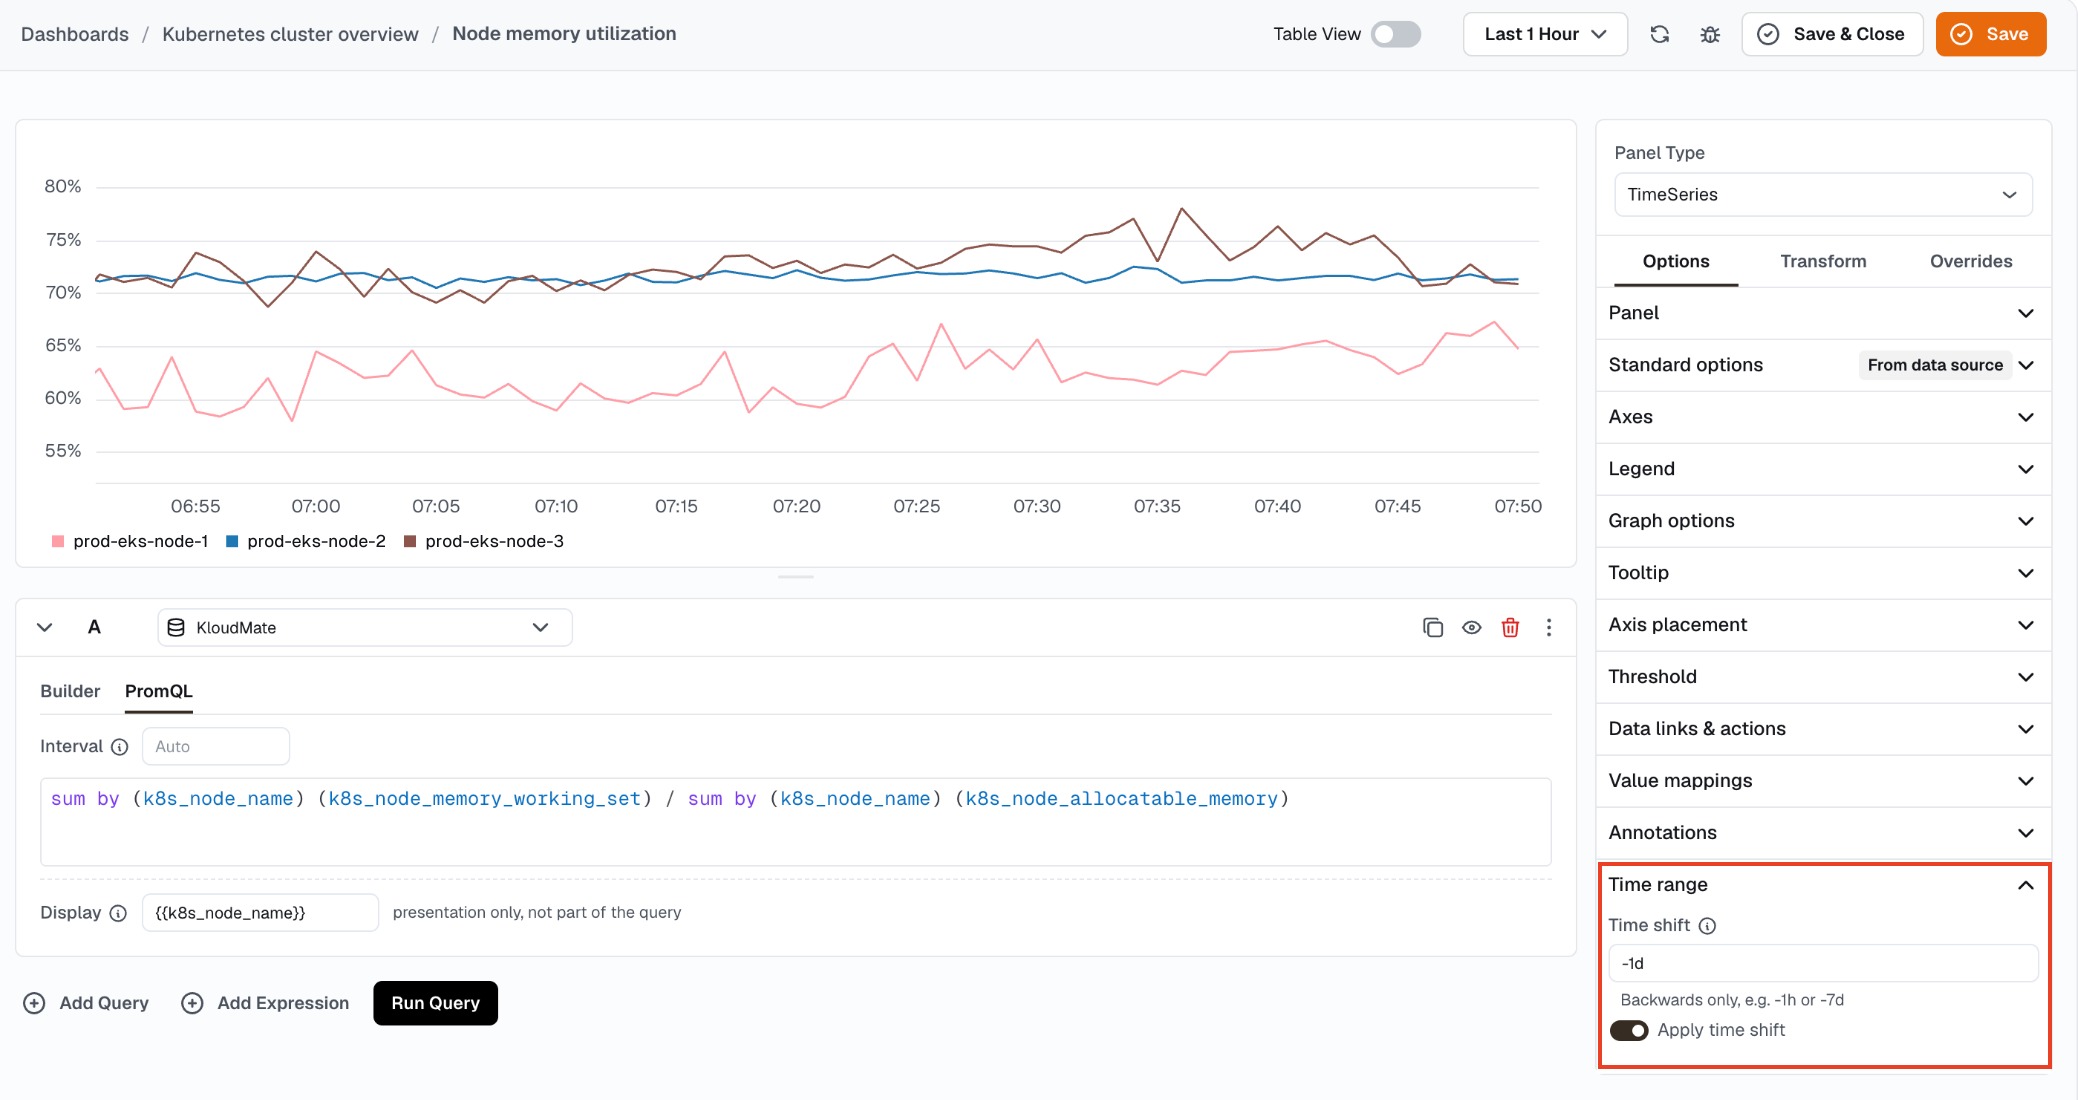 Dashboards / Kubernetes cluster overview / Node memory utilization
Table View
Last 1 Hour
Save & Close
Save
80%
75%
70%
65%
60%
55%
06:55 07:00 07:05 07:10 07:15 07:20 07:25 07:30 07:35 07:40 07:45 07:50
prod-eks-node-1 prod-eks-node-2 prod-eks-node-3
A
KloudMate
Builder PromQL
Interval
Auto
sum by (k8s_node_name) (k8s_node_memory_working_set) / sum by (k8s_node_name) (k8s_node_allocatable_memory)
Display
{{k8s_node_name}}
presentation only, not part of the query
Add Query
Add Expression
Run Query
Panel Type
TimeSeries
Options Transform Overrides
Panel
Standard options From data source
Axes
Legend
Graph options
Tooltip
Axis placement
Threshold
Data links & actions
Value mappings
Annotations
Time range
Time shift
-1d
Backwards only, e.g. -1h or -7d
Apply time shift